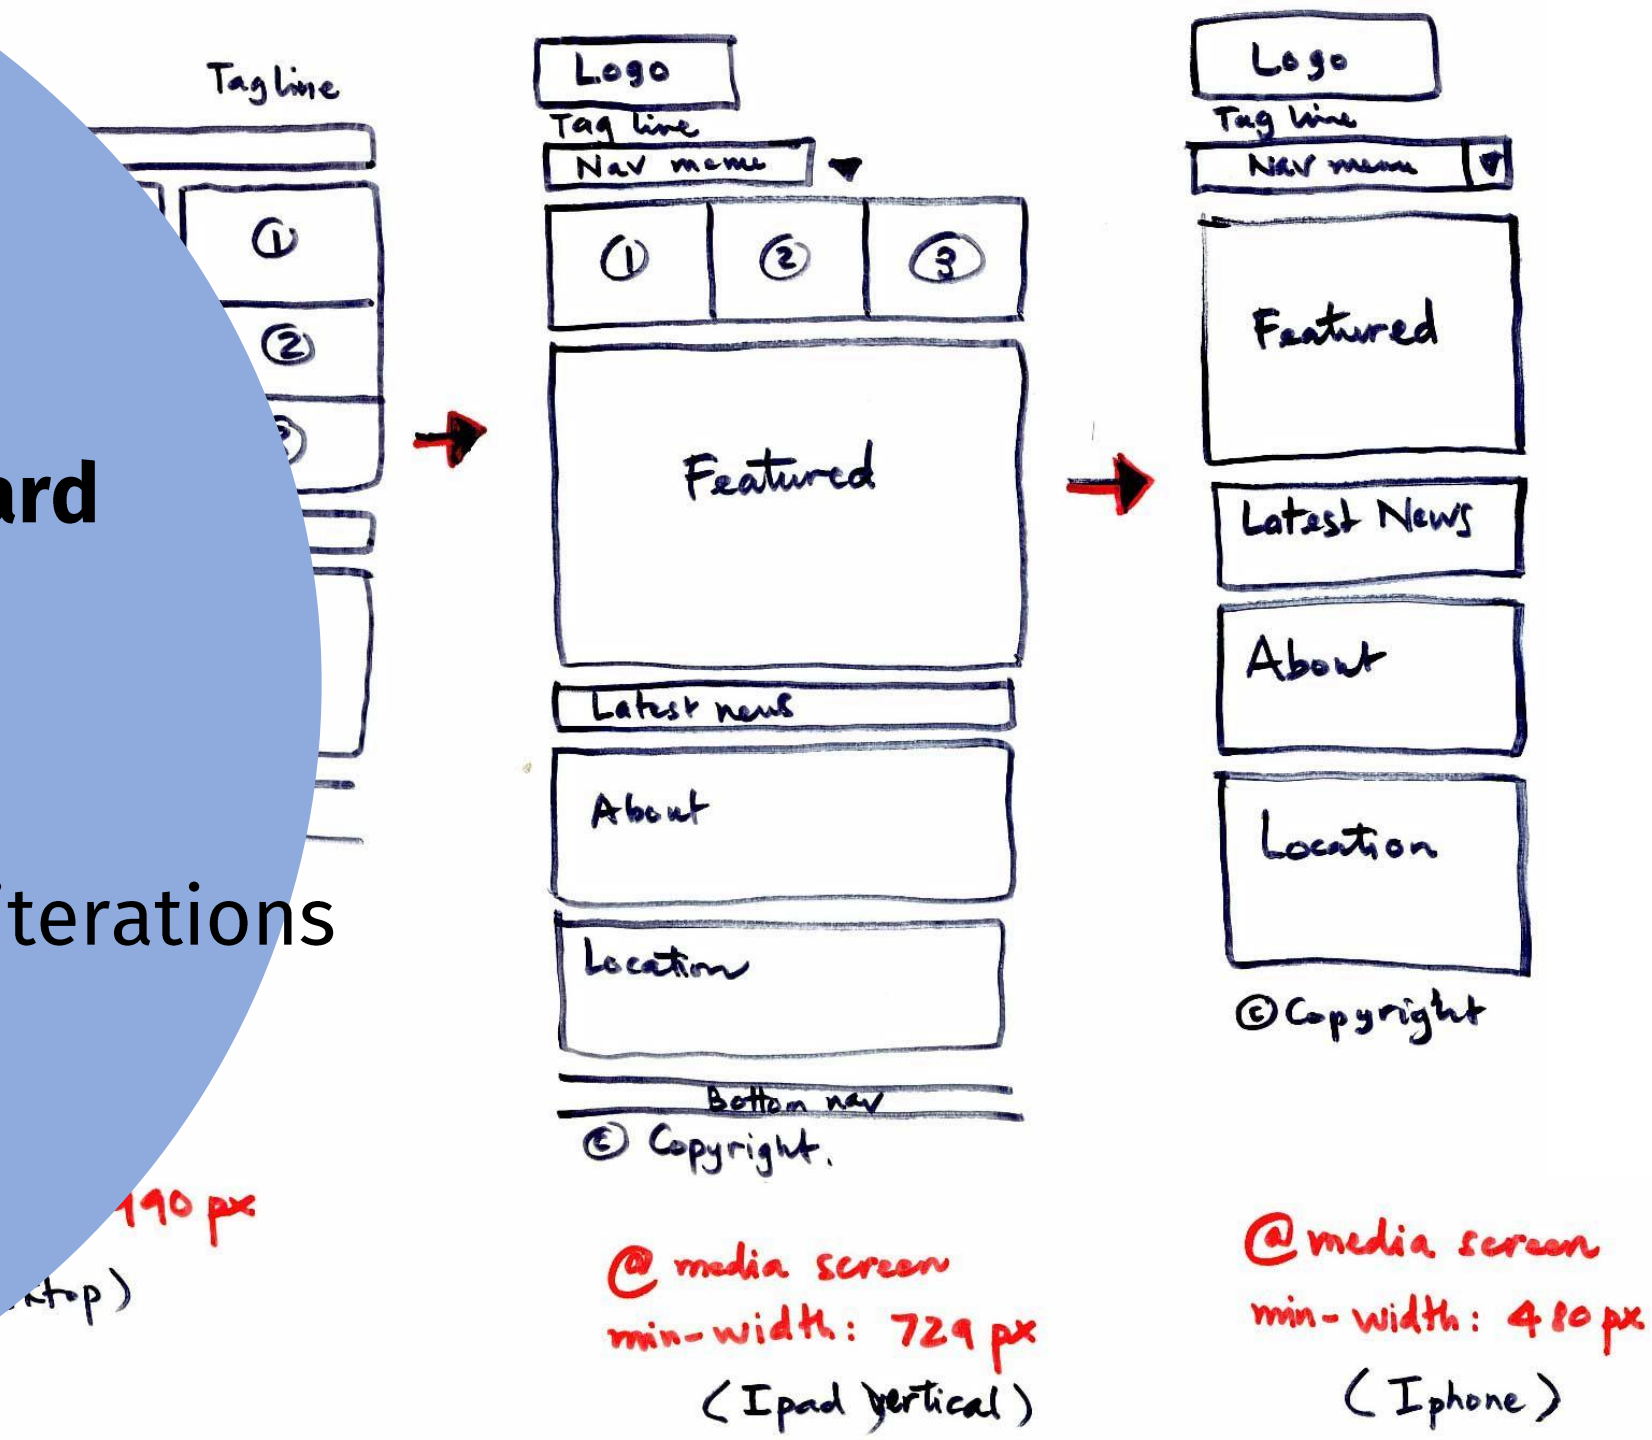 Tagline
①
②
ard
iterations
990 px
Logo
Tag line
Nav menu
① ② ③
Featured
Latest news
About
Location
Bottom nav
© Copyright.
@ media screen
min-width: 729 px
(Ipad vertical)
Logo
Tag line
Nav menu
Featured
Latest News
About
Location
© Copyright
@ media screen
min-width: 480 px
(Iphone)